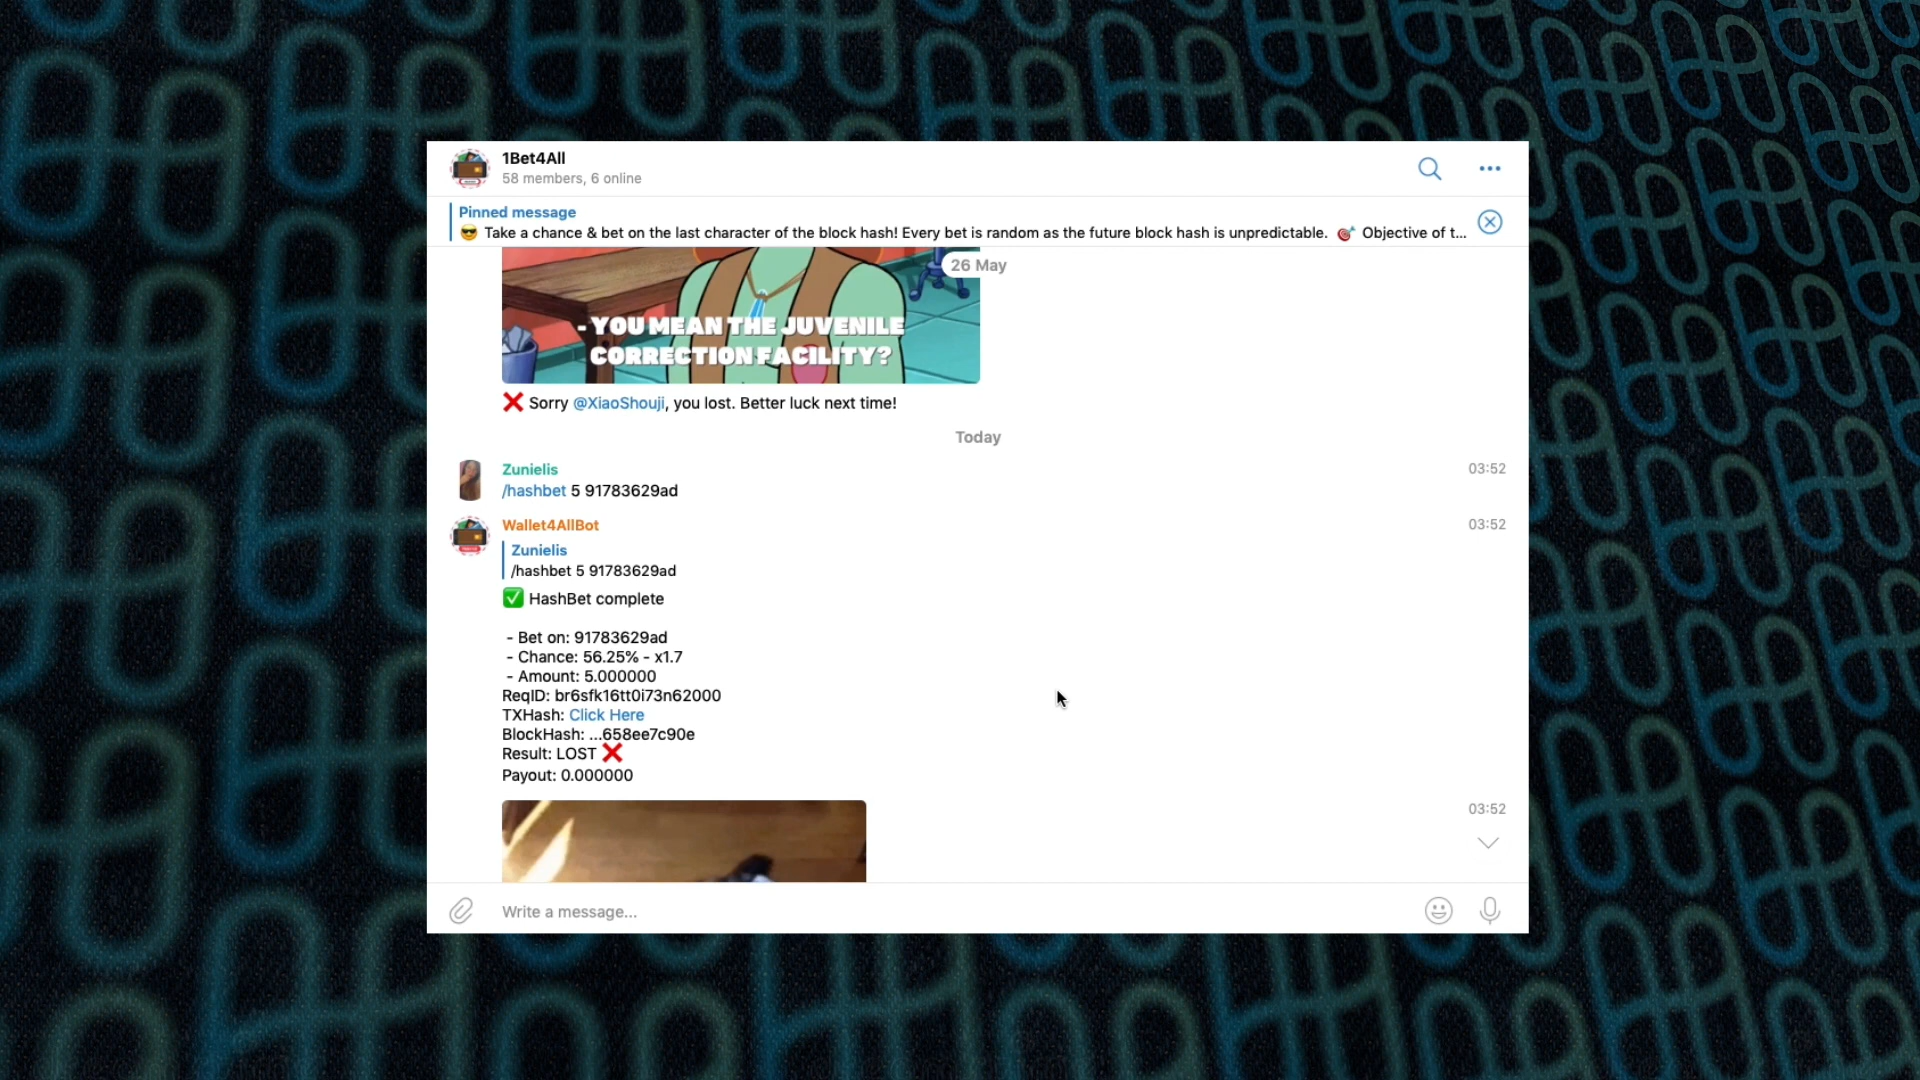 1Bet4All
58 members, 6 online
Pinned message
😎 Take a chance & bet on the last character of the block hash! Every bet is random as the future block hash is unpredictable. 🎯 Objective of t...
26 May
- YOU MEAN THE JUVENILE
CORRECTION FACILITY?
❌ Sorry @XiaoShouji, you lost. Better luck next time!
Today
Zunielis 03:52
/hashbet 5 91783629ad
Wallet4AllBot 03:52
Zunielis
/hashbet 5 91783629ad
✅ HashBet complete
- Bet on: 91783629ad
- Chance: 56.25% - x1.7
- Amount: 5.000000
ReqID: br6sfk16tt0i73n62000
TXHash: Click Here
BlockHash: ...658ee7c90e
Result: LOST ❌
Payout: 0.000000
03:52
Write a message...